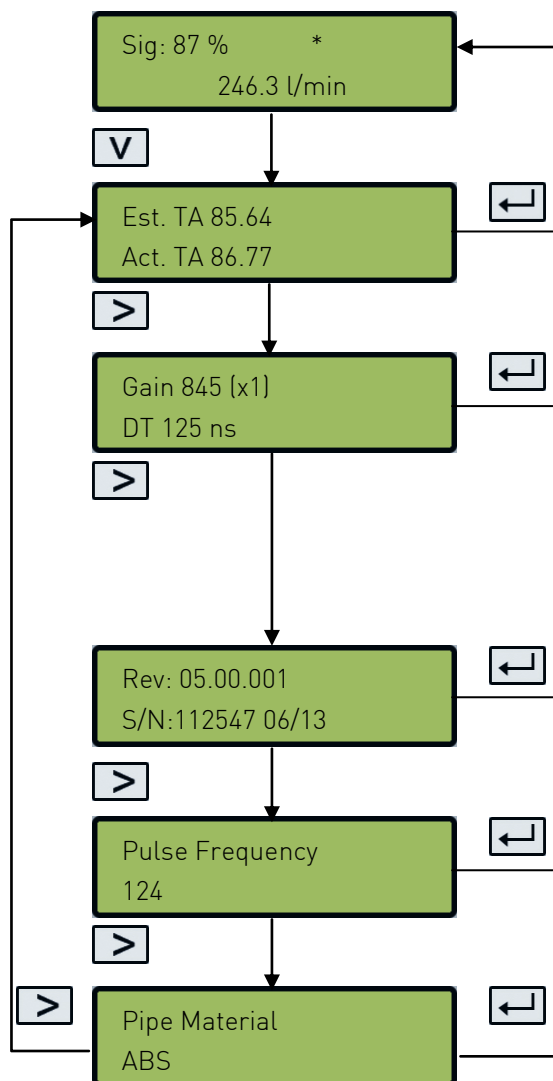 Sig: 87 % *
246.3 l/min
V
Est. TA 85.64
Act. TA 86.77
>
Gain 845 (x1)
DT 125 ns
>
Rev: 05.00.001
S/N:112547 06/13
>
Pulse Frequency
124
>
>
Pipe Material
ABS